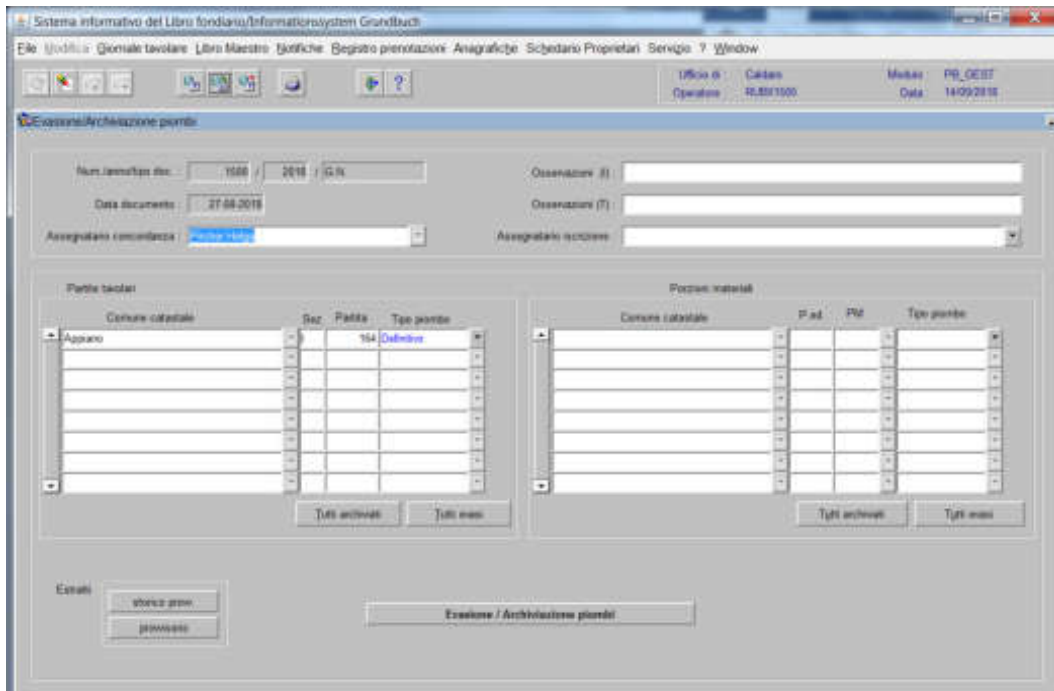 Sistema informativo del Libro fondiario/Informationssystem Grundbuch
File Modifica Giornale tavolare Libro Maestro Notifiche Registro prenotazioni Anagrafiche Schedario Proprietari Servizio ? Window
Ufficio di : Caldaro Modulo PB_GEST
Operatore Data 14/09/2018
Evasione/Archiviazione piombi
Num./anno/tipo doc. : 1500 / 2018 / G.N. Osservazioni (I) :
Data documento : 27-08-2018 Osservazioni (T) :
Assegnatario concordanza : Assegnatario iscrizione :
Partite tavolari Porzioni materiali
Comune catastale Sez. Partita Tipo piombo Comune catastale P.ed. PM Tipo piombo
Appiano I 164 Definitivo
Tutti archiviati Tutti evasi Tutti archiviati Tutti evasi
Estratti
storico provv.
provvisorio
Evasione / Archiviazione piombi